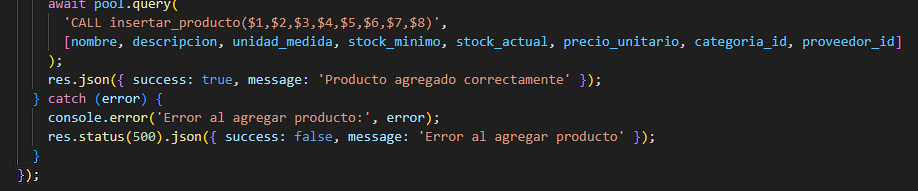 await pool.query(
'CALL insertar_producto($1,$2,$3,$4,$5,$6,$7,$8)',
[nombre, descripcion, unidad_medida, stock_minimo, stock_actual, precio_unitario, categoria_id, proveedor_id]
);
res.json({ success: true, message: 'Producto agregado correctamente' });
} catch (error) {
console.error('Error al agregar producto:', error);
res.status(500).json({ success: false, message: 'Error al agregar producto' });
}
});